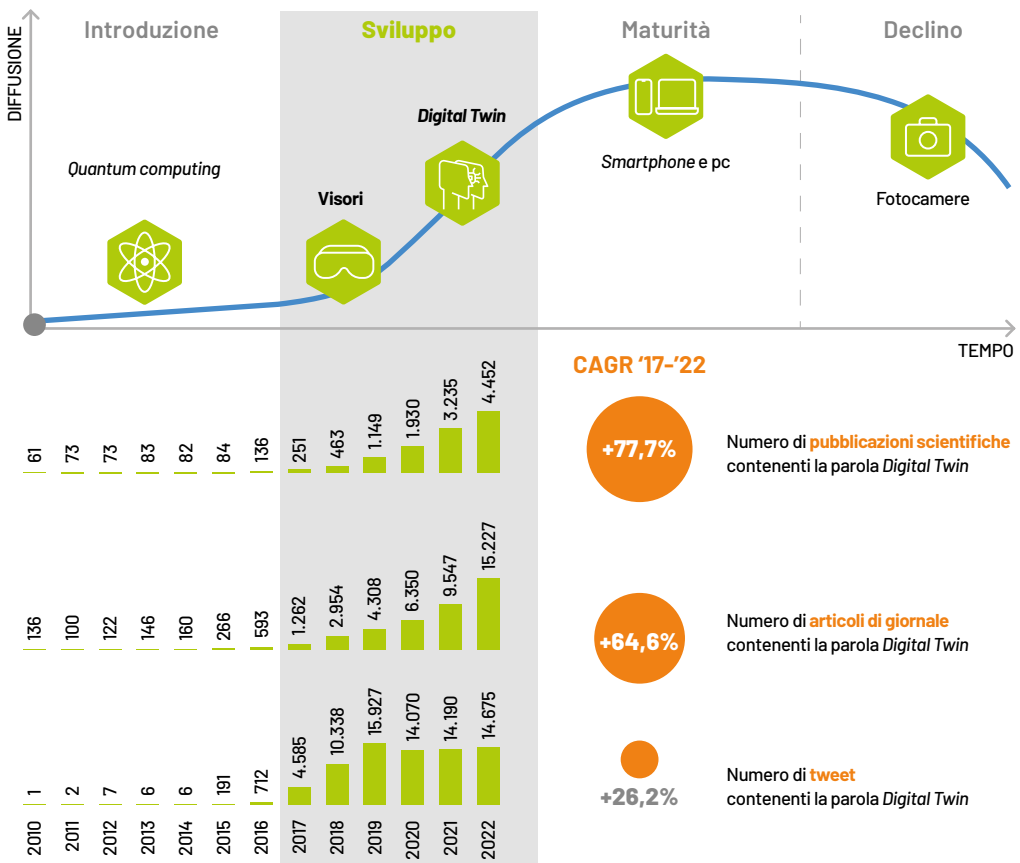 DIFFUSIONE
Introduzione
Sviluppo
Maturità
Declino
Digital Twin
Quantum computing
Smartphone e pc
Visori
Fotocamere
TEMPO
CAGR ‘17-’22
61 73 73 83 82 84 136 251 463 1.149 1.930 3.235 4.452
+77,7%
Numero di pubblicazioni scientifiche
contenenti la parola Digital Twin
136 100 122 146 160 266 593 1.262 2.954 4.308 6.350 9.547 15.227
+64,6%
Numero di articoli di giornale
contenenti la parola Digital Twin
1 2 7 6 6 191 712 4.585 10.338 15.927 14.070 14.190 14.675
+26,2%
Numero di tweet
contenenti la parola Digital Twin
2010 2011 2012 2013 2014 2015 2016 2017 2018 2019 2020 2021 2022